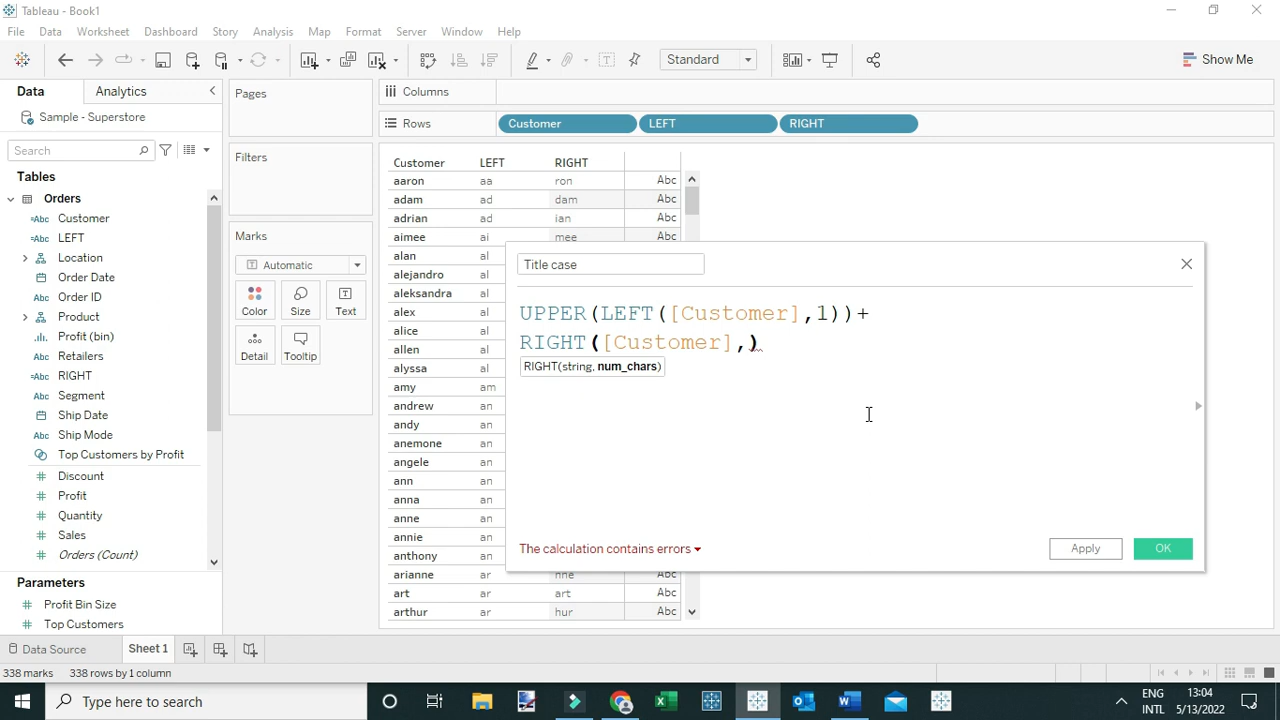 Tableau - Book1
File Data Worksheet Dashboard Story Analysis Map Format Server Window Help
Standard
Show Me
Data
Analytics
Sample - Superstore
Search
Tables
Orders
Abc Customer
Abc LEFT
Location
Order Date
Abc Order ID
Product
Profit (bin)
Abc Retailers
Abc RIGHT
Abc Segment
Ship Date
Abc Ship Mode
Top Customers by Profit
Discount
Profit
Quantity
Sales
Orders (Count)
Parameters
Profit Bin Size
Top Customers
Pages
Filters
Marks
Automatic
Color
Size
Text
Detail
Tooltip
Columns
Rows
Customer
LEFT
RIGHT
Customer LEFT RIGHT
aaron aa ron Abc
adam ad dam Abc
adrian ad ian Abc
aimee ai mee Abc
alan al
alejandro al
aleksandra al
alex al
alice al
allen al
alyssa al
amy am
andrew an
andy an
anemone an
angele an
ann an
anna an
anne an
annie an
anthony an
arianne ar nne Abc
art ar art Abc
arthur ar hur Abc
Title case
UPPER(LEFT([Customer],1))+
RIGHT([Customer],)
RIGHT(string, num_chars)
The calculation contains errors
Apply
OK
Data Source
Sheet 1
338 marks 338 rows by 1 column
Type here to search
ENG
INTL
13:04
5/13/2022